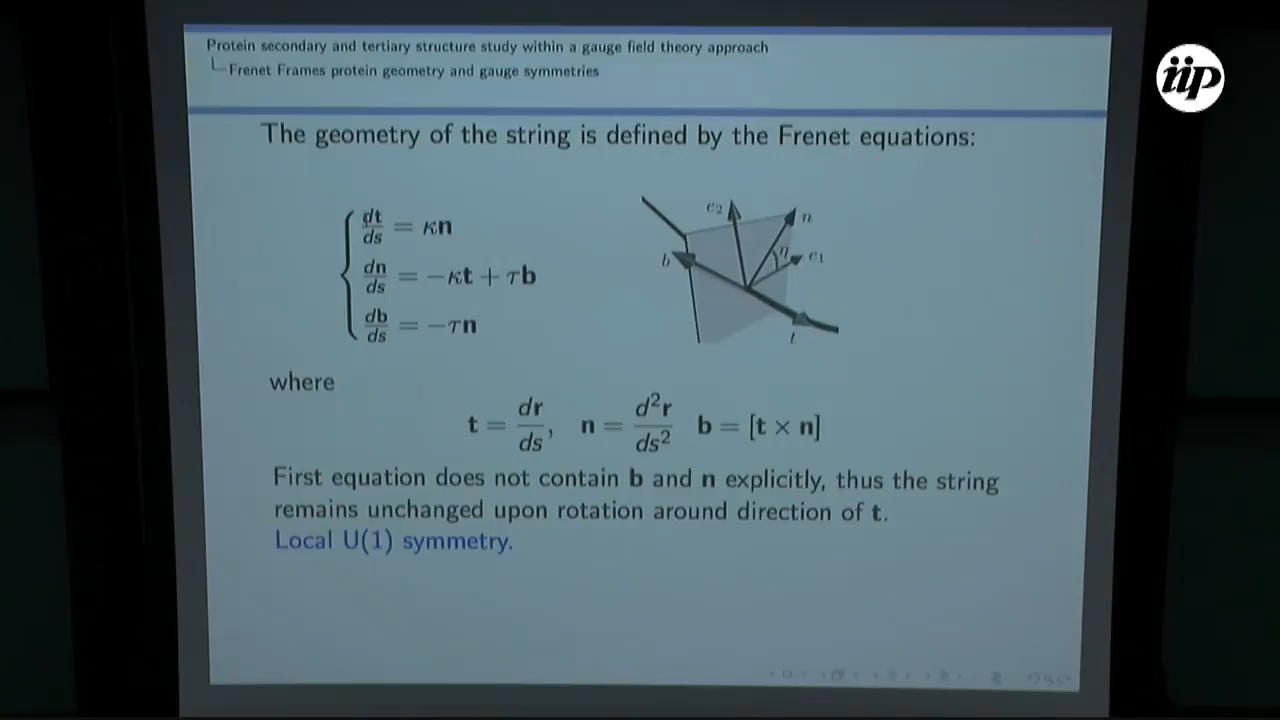 iip
Protein secondary and tertiary structure study within a gauge field theory approach
Frenet Frames protein geometry and gauge symmetries
The geometry of the string is defined by the Frenet equations:
dt/ds = κn
dn/ds = −κt + τb
db/ds = −τn
e₂ n
b η e₁
t
where
t = dr/ds, n = d²r/ds² b = [t × n]
First equation does not contain b and n explicitly, thus the string
remains unchanged upon rotation around direction of t.
Local U(1) symmetry.